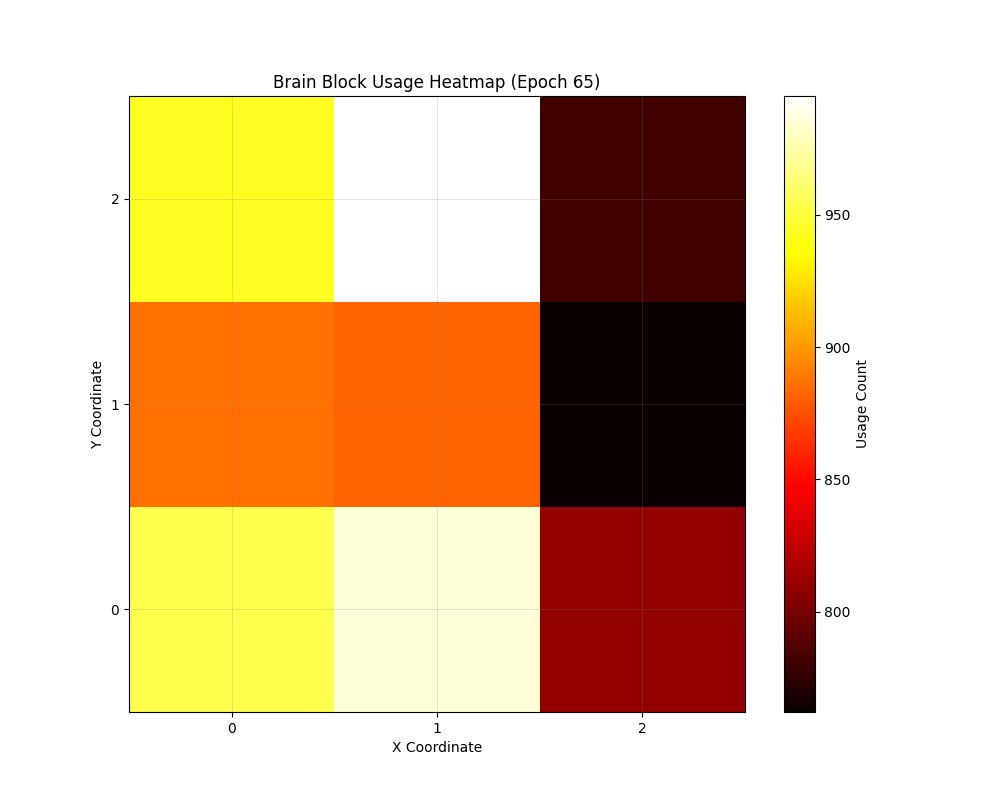 Brain Block Usage Heatmap (Epoch 65)
2
1
0
Y Coordinate
0 1 2
X Coordinate
950
900
850
800
Usage Count